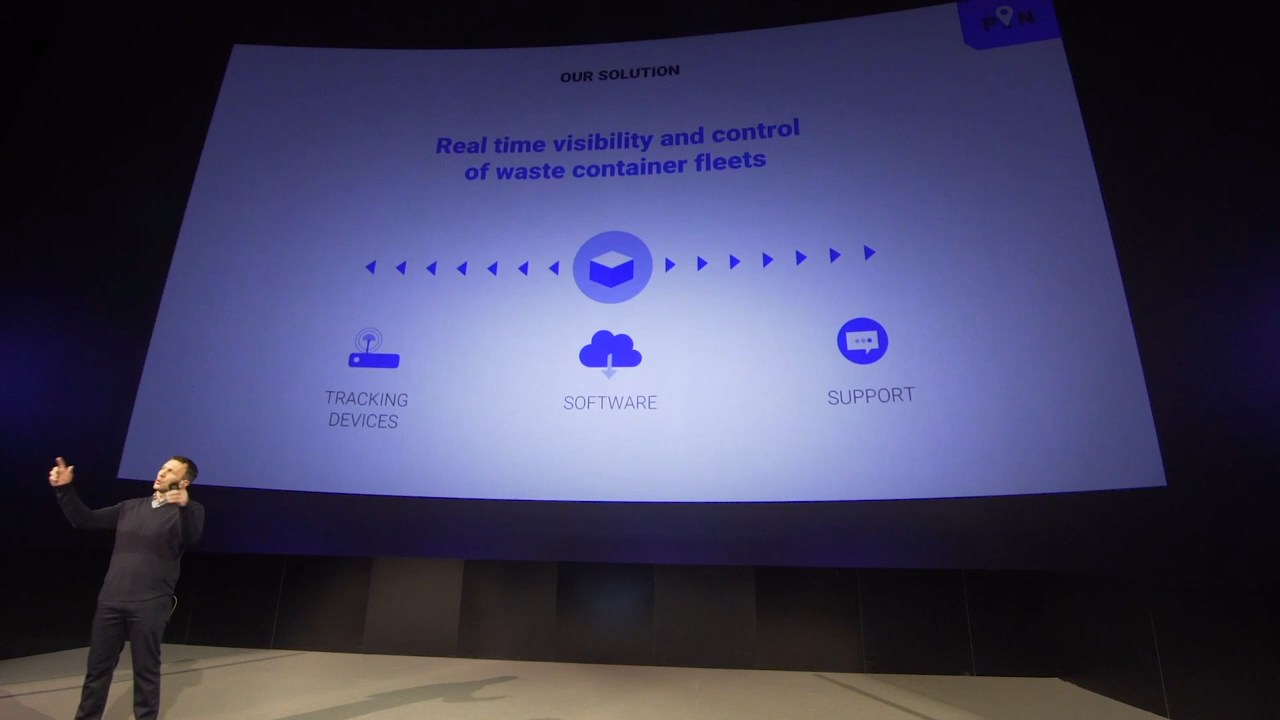 OUR SOLUTION
Real time visibility and control
of waste container fleets
TRACKING
DEVICES
SOFTWARE
SUPPORT